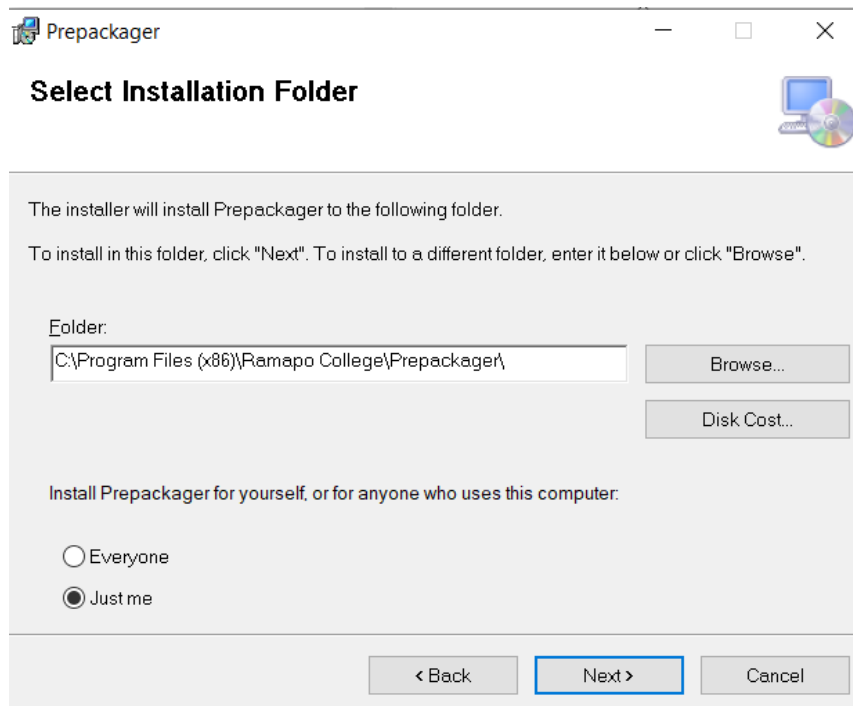 Prepackager
Select Installation Folder
The installer will install Prepackager to the following folder.
To install in this folder, click "Next". To install to a different folder, enter it below or click "Browse".
Folder:
C:\Program Files (x86)\Ramapo College\Prepackager\
Browse...
Disk Cost...
Install Prepackager for yourself, or for anyone who uses this computer:
Everyone
Just me
< Back
Next >
Cancel